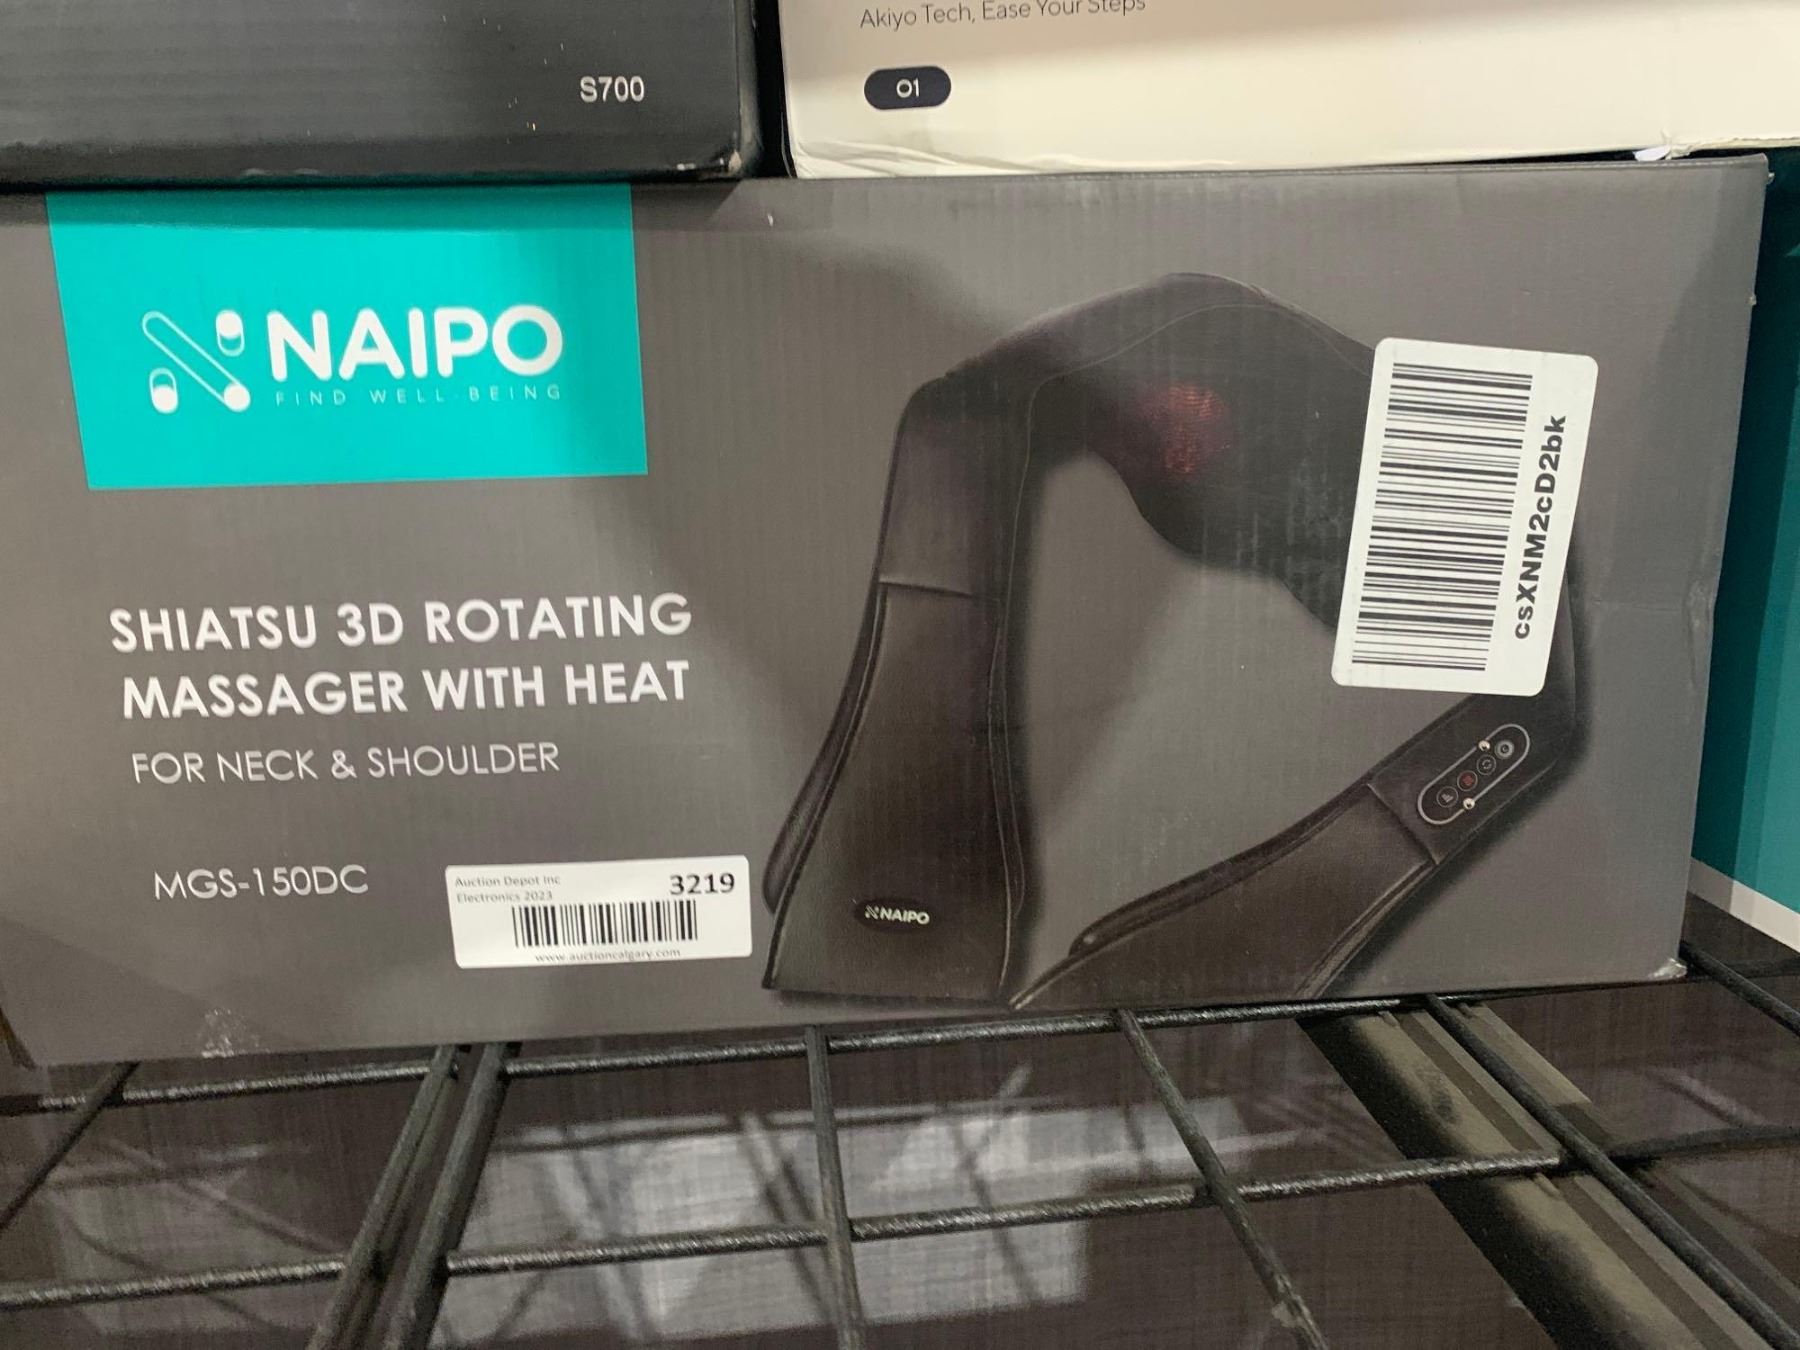 Akiyo Tech, Ease Your Steps
S700
01
NAIPO
FIND WELL-BEING
csXNM2cD2bk
SHIATSU 3D ROTATING
MASSAGER WITH HEAT
FOR NECK & SHOULDER
MGS-150DC
Auction Depot Inc
3219
Electronics 2023
www.auctioncalgary.com
NAIPO